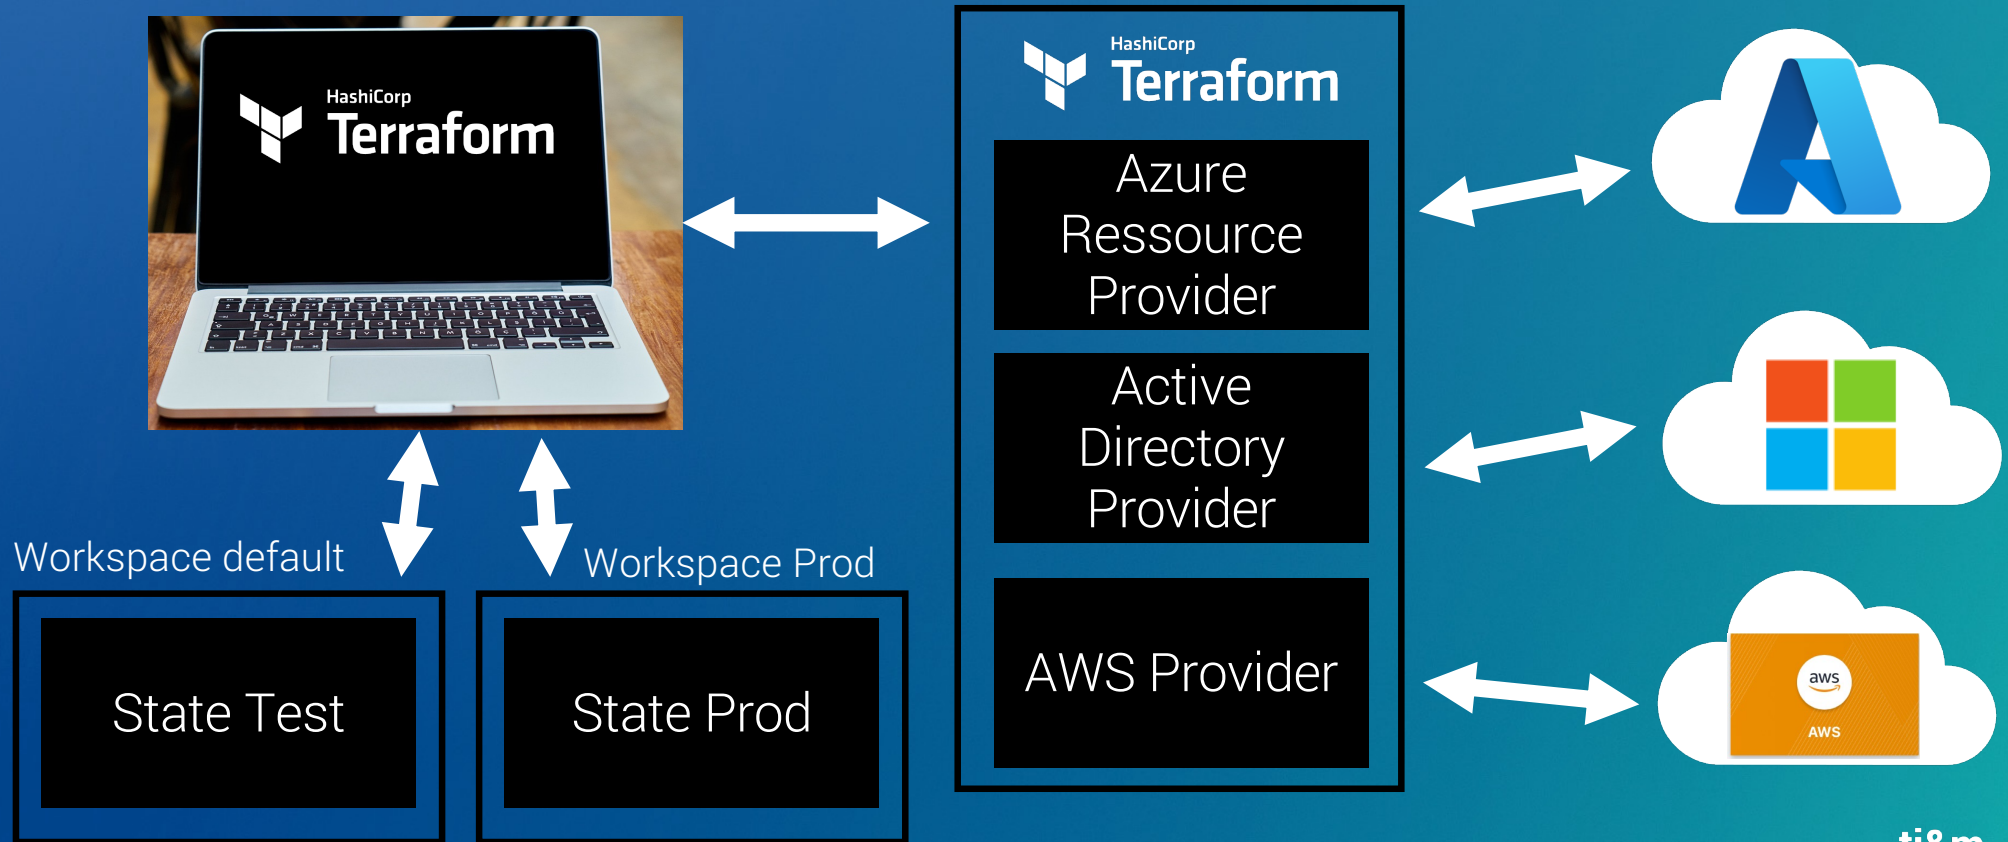 HashiCorp
Terraform
HashiCorp
Terraform
Azure
Ressource
Provider
Active
Directory
Provider
AWS Provider
Workspace default
Workspace Prod
State Test
State Prod
aws
AWS